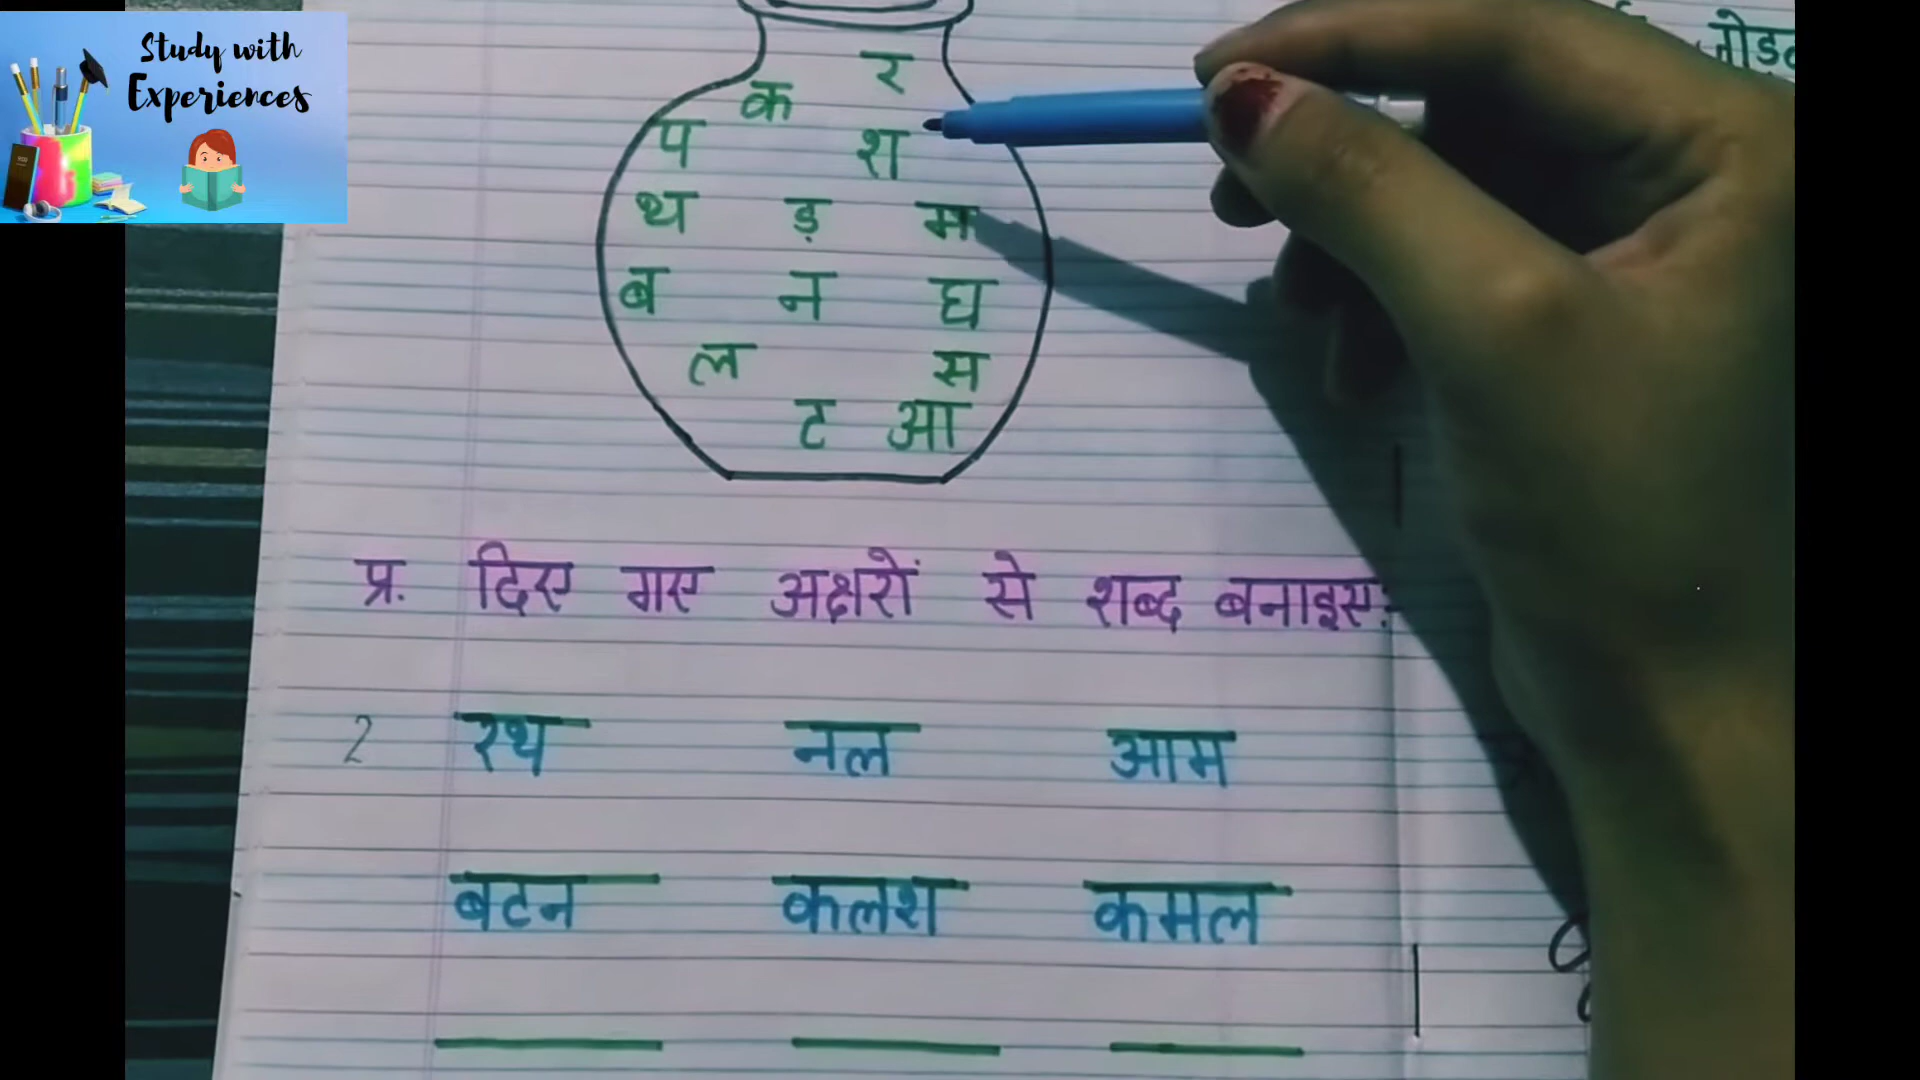 Study with
Experiences
र
क
प श
थ ड़ म
ब न घ
ल स
ट आ
प्र. दिए गए अक्षरों से शब्द बनाइए:
2 रथ नल आम
बटन कलश कमल